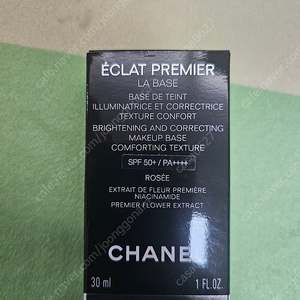 ÉCLAT PREMIER
LA BASE
BASE DE TEINT
ILLUMINATRICE ET CORRECTRICE
TEXTURE CONFORT
BRIGHTENING AND CORRECTING
MAKEUP BASE
COMFORTING TEXTURE
SPF 50+ / PA++++
ROSÉE
EXTRAIT DE FLEUR PREMIÈRE
NIACINAMIDE
PREMIER FLOWER EXTRACT
CHANE
30 ml 1 FL.OZ.